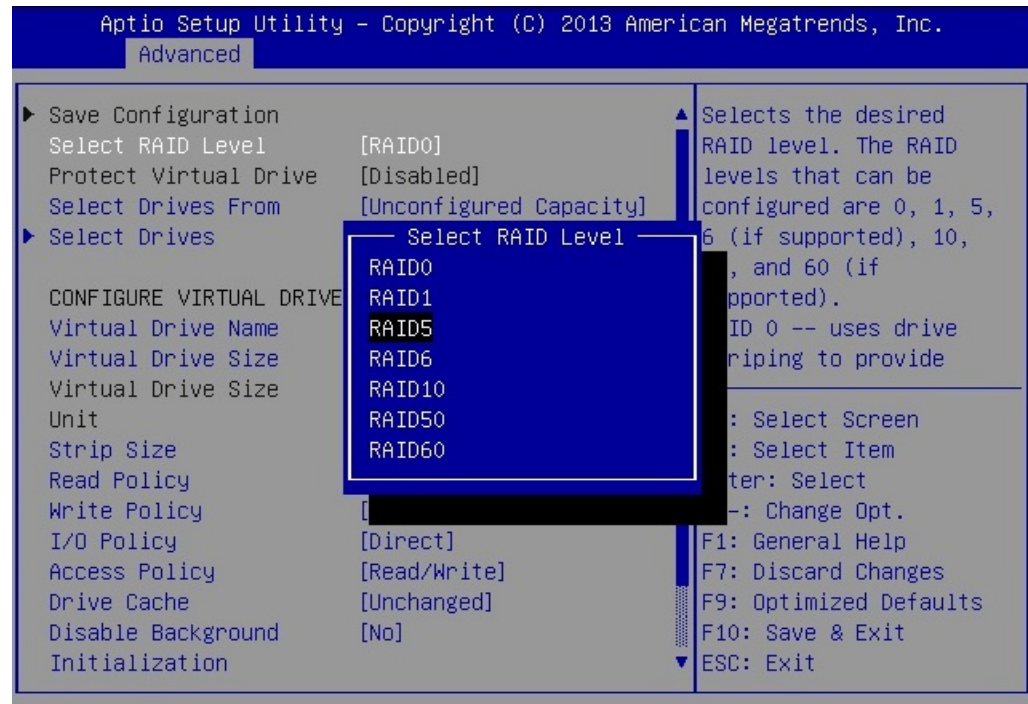 Aptio Setup Utility – Copyright (C) 2013 American Megatrends, Inc.
Advanced
Save Configuration
Select RAID Level [RAID0]
Protect Virtual Drive [Disabled]
Select Drives From [Unconfigured Capacity]
Select Drives
CONFIGURE VIRTUAL DRIVE
Virtual Drive Name
Virtual Drive Size
Virtual Drive Size
Unit
Strip Size
Read Policy
Write Policy [
I/O Policy [Direct]
Access Policy [Read/Write]
Drive Cache [Unchanged]
Disable Background [No]
Initialization
Select RAID Level
RAID0
RAID1
RAID5
RAID6
RAID10
RAID50
RAID60
Selects the desired
RAID level. The RAID
levels that can be
configured are 0, 1, 5,
6 (if supported), 10,
, and 60 (if
pported).
ID 0 -- uses drive
riping to provide
: Select Screen
: Select Item
ter: Select
-: Change Opt.
F1: General Help
F7: Discard Changes
F9: Optimized Defaults
F10: Save & Exit
ESC: Exit